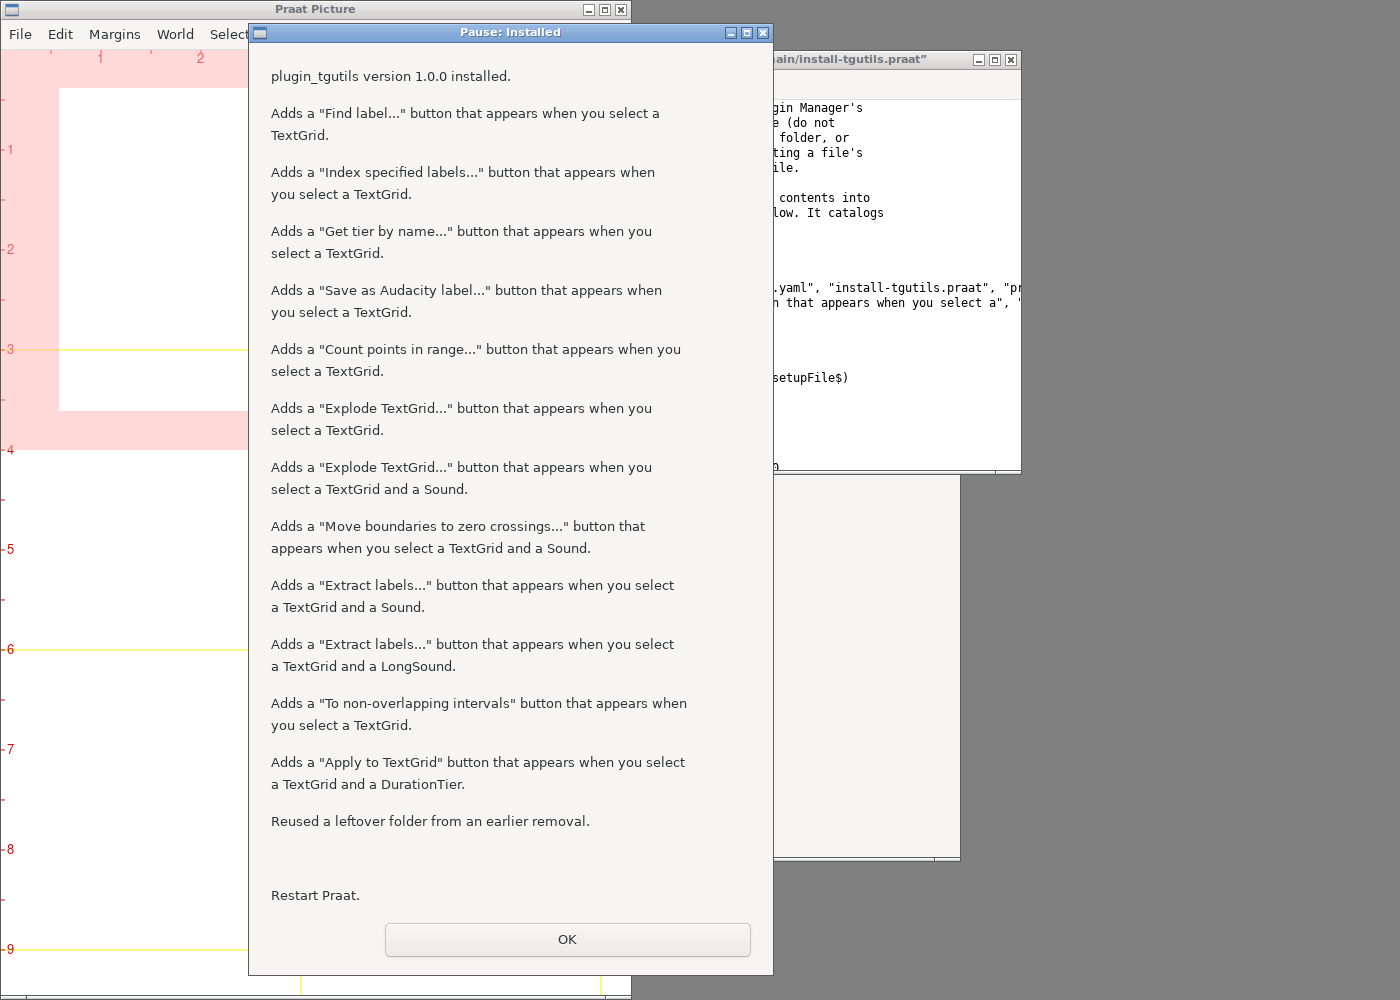 Praat Picture
File Edit Margins World Select
1 2
1
2
3
4
5
6
7
8
9
Pause: Installed
plugin_tgutils version 1.0.0 installed.
Adds a "Find label..." button that appears when you select a
TextGrid.
Adds a "Index specified labels..." button that appears when
you select a TextGrid.
Adds a "Get tier by name..." button that appears when you
select a TextGrid.
Adds a "Save as Audacity label..." button that appears when
you select a TextGrid.
Adds a "Count points in range..." button that appears when you
select a TextGrid.
Adds a "Explode TextGrid..." button that appears when you
select a TextGrid.
Adds a "Explode TextGrid..." button that appears when you
select a TextGrid and a Sound.
Adds a "Move boundaries to zero crossings..." button that
appears when you select a TextGrid and a Sound.
Adds a "Extract labels..." button that appears when you select
a TextGrid and a Sound.
Adds a "Extract labels..." button that appears when you select
a TextGrid and a LongSound.
Adds a "To non-overlapping intervals" button that appears when
you select a TextGrid.
Adds a "Apply to TextGrid" button that appears when you select
a TextGrid and a DurationTier.
Reused a leftover folder from an earlier removal.
Restart Praat.
OK
ain/install-tgutils.praat”
gin Manager's
e (do not
folder, or
ting a file's
ile.
contents into
low. It catalogs
.yaml", "install-tgutils.praat", "pr
n that appears when you select a", "
setupFile$)